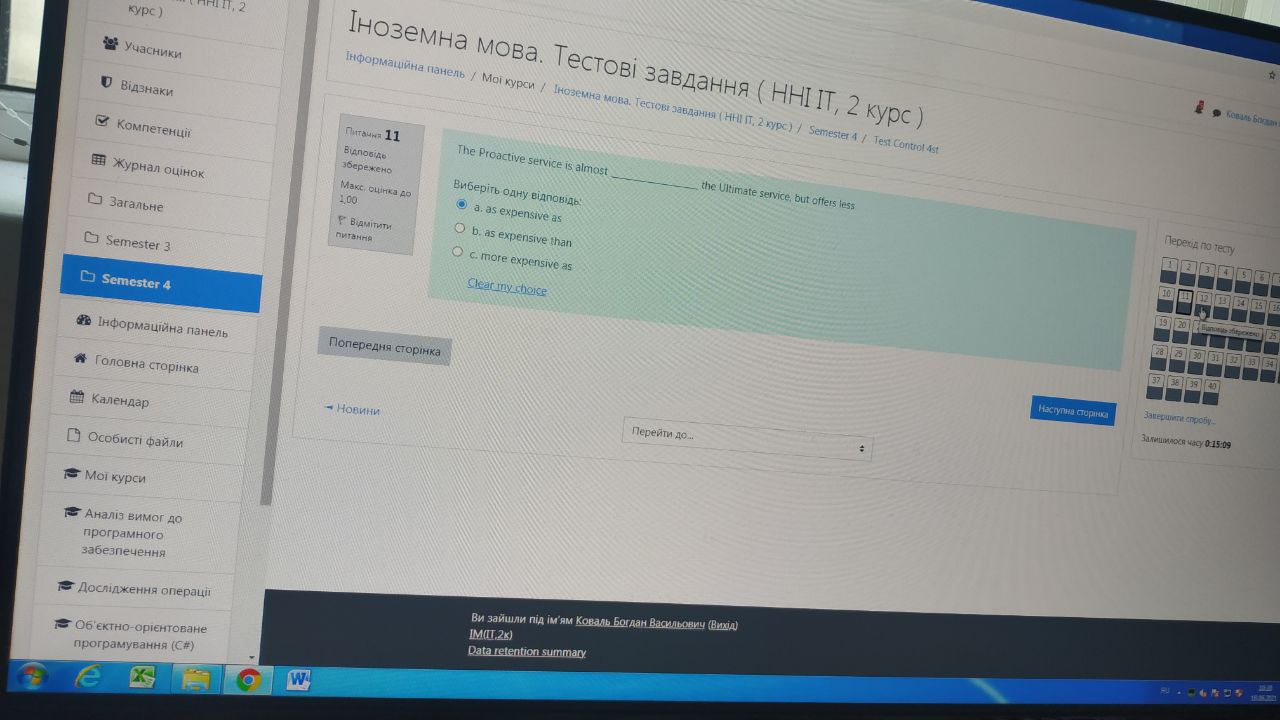 курс )
Учасники
Відзнаки
Компетенції
Журнал оцінок
Загальне
Semester 3
Semester 4
Інформаційна панель
Головна сторінка
Календар
Особисті файли
Мої курси
Аналіз вимог до
програмного
забезпечення
Дослідження операції
Об'єктно-орієнтоване
програмування (C#)
Іноземна мова. Тестові завдання ( ННІ ІТ, 2 курс )
Інформаційна панель / Мої курси / Іноземна мова. Тестові завдання ( ННІ ІТ, 2 курс ) / Semester 4 / Test Control 4st
Коваль Богдан
Питання 11
Відповідь
збережено
Макс. оцінка до
1,00
Відмітити
питання
The Proactive service is almost ______________ the Ultimate service, but offers less
Виберіть одну відповідь:
a. as expensive as
b. as expensive than
c. more expensive as
Clear my choice
Попередня сторінка
Наступна сторінка
◄ Новини
Перейти до...
Перехід по тесту
1 2 3 4 5 6
10 11 12 13 14 15 16
Відповідь збережено
19 20 25
28 29 30 31 32 33 34
37 38 39 40
Завершити спробу...
Залишилося часу 0:15:09
Ви зайшли під ім'ям Коваль Богдан Васильович (Вихід)
ІМ(ІТ,2к)
Data retention summary
RU